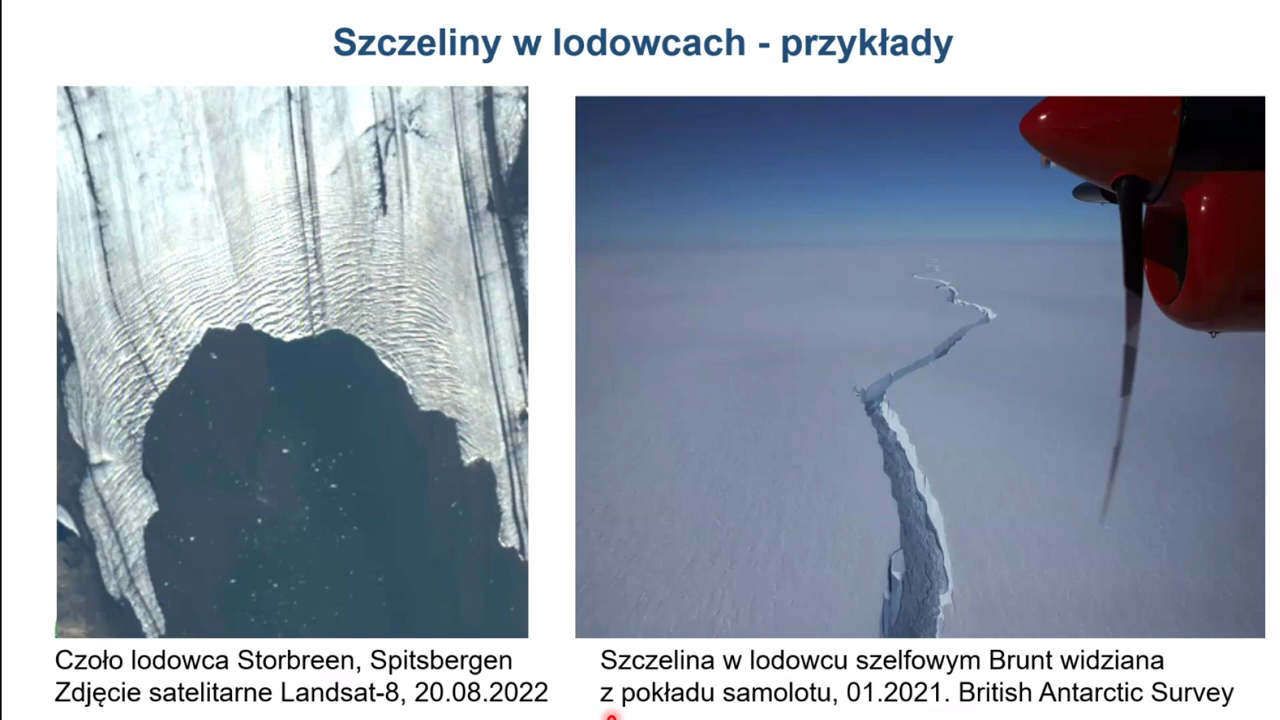 Szczeliny w lodowcach - przykłady
Czoło lodowca Storbreen, Spitsbergen
Zdjęcie satelitarne Landsat-8, 20.08.2022
Szczelina w lodowcu szelfowym Brunt widziana
z pokładu samolotu, 01.2021. British Antarctic Survey